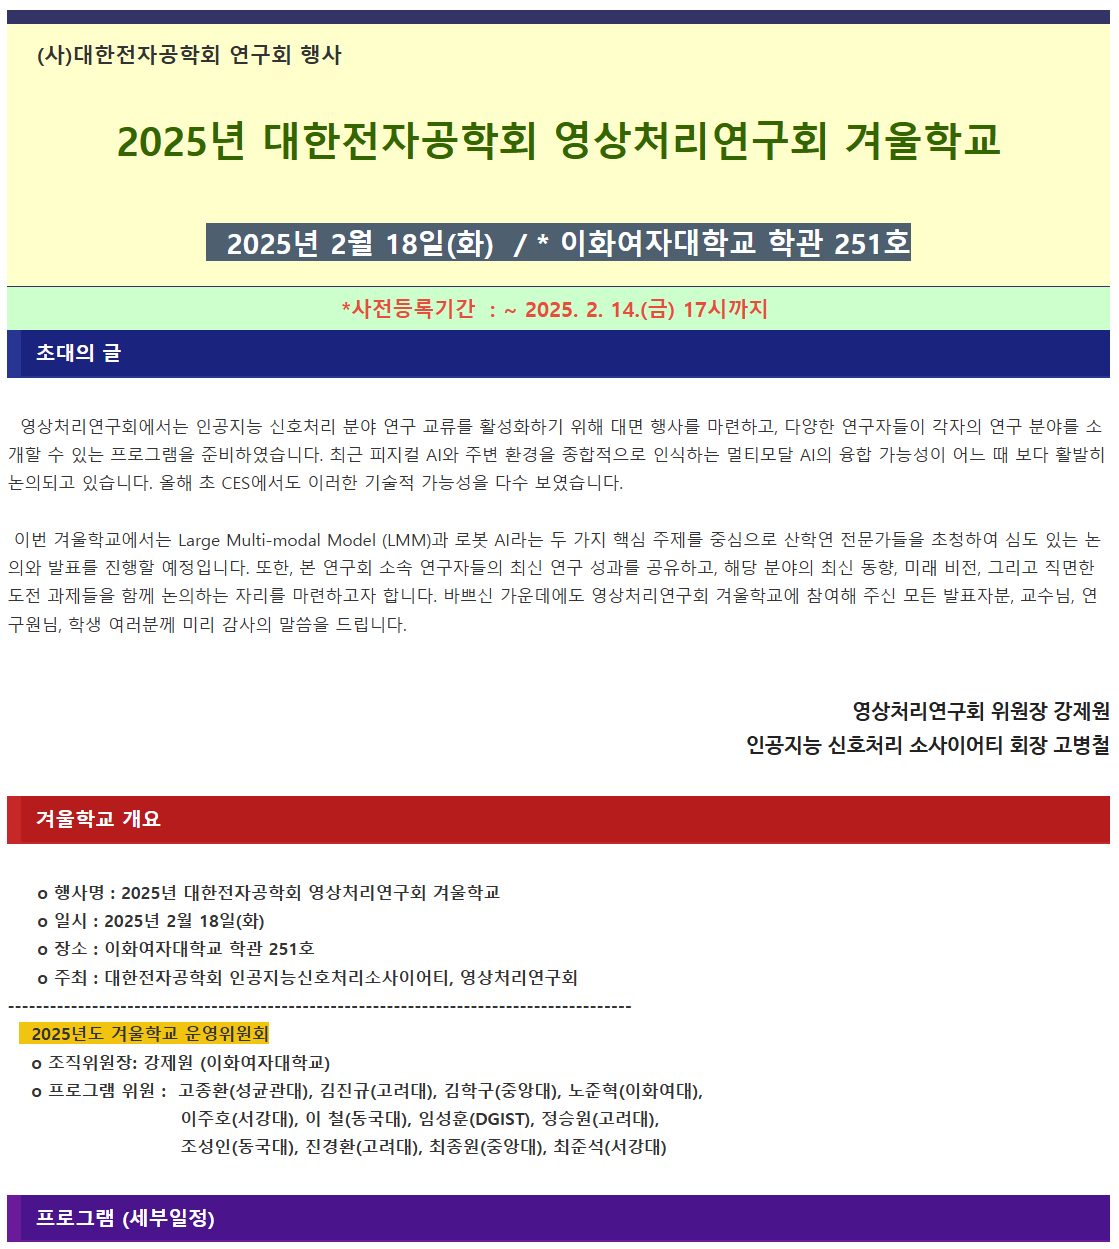 (사)대한전자공학회 연구회 행사
2025년 대한전자공학회 영상처리연구회 겨울학교
2025년 2월 18일(화) / * 이화여자대학교 학관 251호
*사전등록기간 : ~ 2025. 2. 14.(금) 17시까지
초대의 글
영상처리연구회에서는 인공지능 신호처리 분야 연구 교류를 활성화하기 위해 대면 행사를 마련하고, 다양한 연구자들이 각자의 연구 분야를 소
개할 수 있는 프로그램을 준비하였습니다. 최근 피지컬 AI와 주변 환경을 종합적으로 인식하는 멀티모달 AI의 융합 가능성이 어느 때 보다 활발히
논의되고 있습니다. 올해 초 CES에서도 이러한 기술적 가능성을 다수 보였습니다.
이번 겨울학교에서는 Large Multi-modal Model (LMM)과 로봇 AI라는 두 가지 핵심 주제를 중심으로 산학연 전문가들을 초청하여 심도 있는 논
의와 발표를 진행할 예정입니다. 또한, 본 연구회 소속 연구자들의 최신 연구 성과를 공유하고, 해당 분야의 최신 동향, 미래 비전, 그리고 직면한
도전 과제들을 함께 논의하는 자리를 마련하고자 합니다. 바쁘신 가운데에도 영상처리연구회 겨울학교에 참여해 주신 모든 발표자분, 교수님, 연
구원님, 학생 여러분께 미리 감사의 말씀을 드립니다.
영상처리연구회 위원장 강제원
인공지능 신호처리 소사이어티 회장 고병철
겨울학교 개요
o 행사명 : 2025년 대한전자공학회 영상처리연구회 겨울학교
o 일시 : 2025년 2월 18일(화)
o 장소 : 이화여자대학교 학관 251호
o 주최 : 대한전자공학회 인공지능신호처리소사이어티, 영상처리연구회
-----------------------------------------------------------------------------------------
2025년도 겨울학교 운영위원회
o 조직위원장: 강제원 (이화여자대학교)
o 프로그램 위원 : 고종환(성균관대), 김진규(고려대), 김학구(중앙대), 노준혁(이화여대),
이주호(서강대), 이 철(동국대), 임성훈(DGIST), 정승원(고려대),
조성인(동국대), 진경환(고려대), 최종원(중앙대), 최준석(서강대)
프로그램 (세부일정)